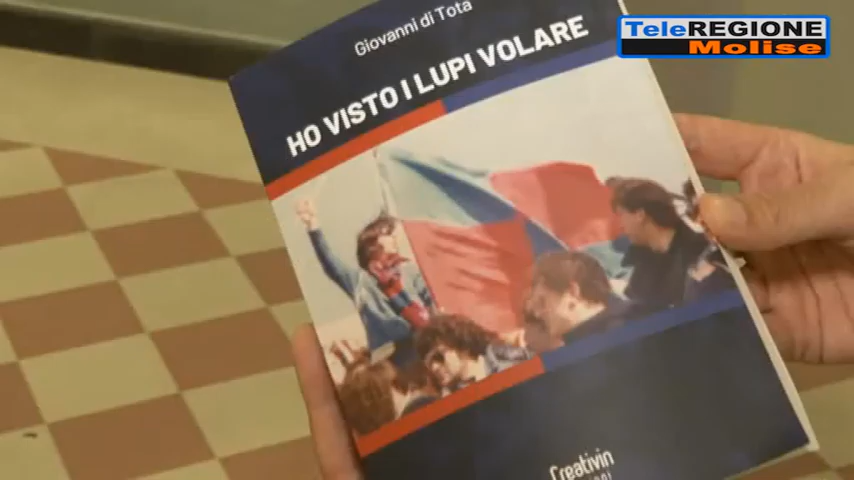 TeleREGIONE
Molise
Giovanni di Tota
HO VISTO I LUPI VOLARE
Creativin